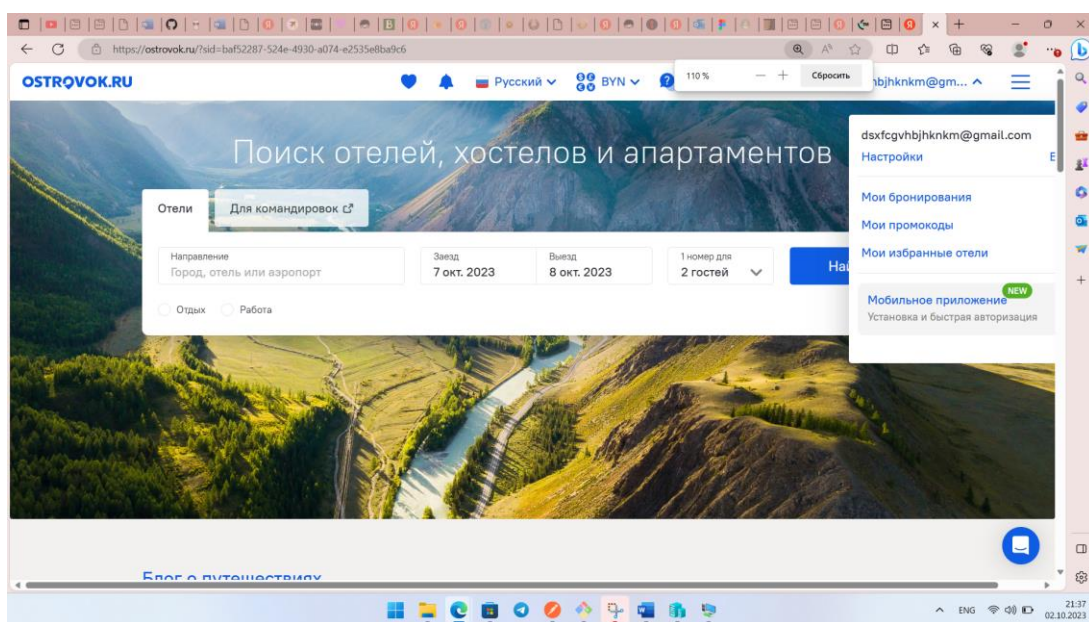 https://ostrovok.ru/?sid=baf52287-524e-4930-a074-e2535e8ba9c6
110 %
Сбросить
OSTROVOK.RU
Русский
BYN
hbjhknkm@gm...
dsxfcgvhbjhknkm@gmail.com
Настройки
Поиск отелей, хостелов и апартаментов
Мои бронирования
Мои промокоды
Мои избранные отели
Отели
Для командировок
Направление
Город, отель или аэропорт
Заезд
7 окт. 2023
Выезд
8 окт. 2023
1 номер для
2 гостей
Най
Отдых
Работа
NEW
Мобильное приложение
Установка и быстрая авторизация
Блог о путешествиях
ENG
21:37
02.10.2023